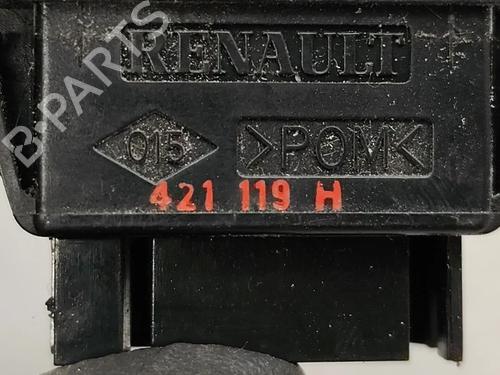 RENAULT
015 >POM<
421 119 H
B-PARTS